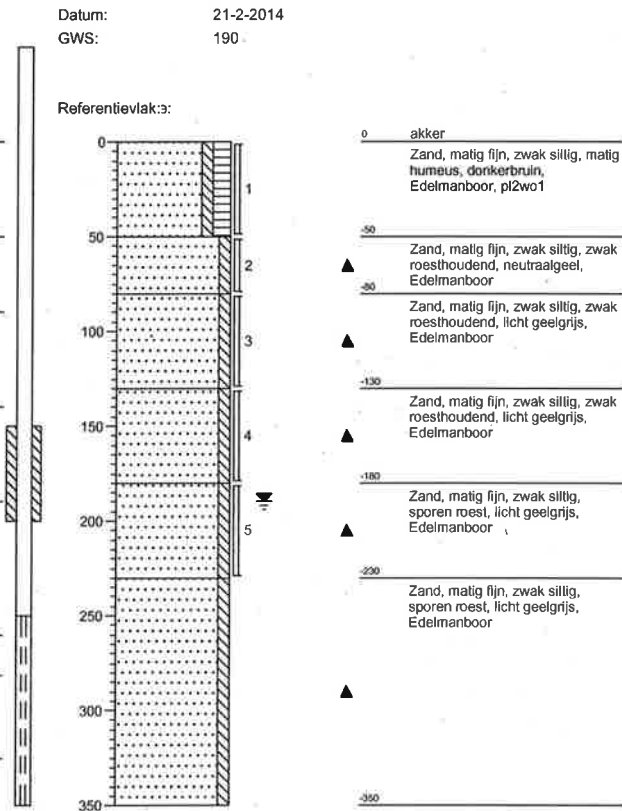 Datum: 21-2-2014
GWS: 190
Referentievlak:3:
0
50
100
150
200
250
300
350
1
2
3
4
5
0 akker
Zand, matig fijn, zwak siltig, matig
humeus, donkerbruin,
Edelmanboor, pl2wo1
-50
Zand, matig fijn, zwak siltig, zwak
roesthoudend, neutraalgeel,
Edelmanboor
-80
Zand, matig fijn, zwak siltig, zwak
roesthoudend, licht geelgrijs,
Edelmanboor
-130
Zand, matig fijn, zwak siltig, zwak
roesthoudend, licht geelgrijs,
Edelmanboor
-180
Zand, matig fijn, zwak siltig,
sporen roest, licht geelgrijs,
Edelmanboor
-230
Zand, matig fijn, zwak siltig,
sporen roest, licht geelgrijs,
Edelmanboor
-350